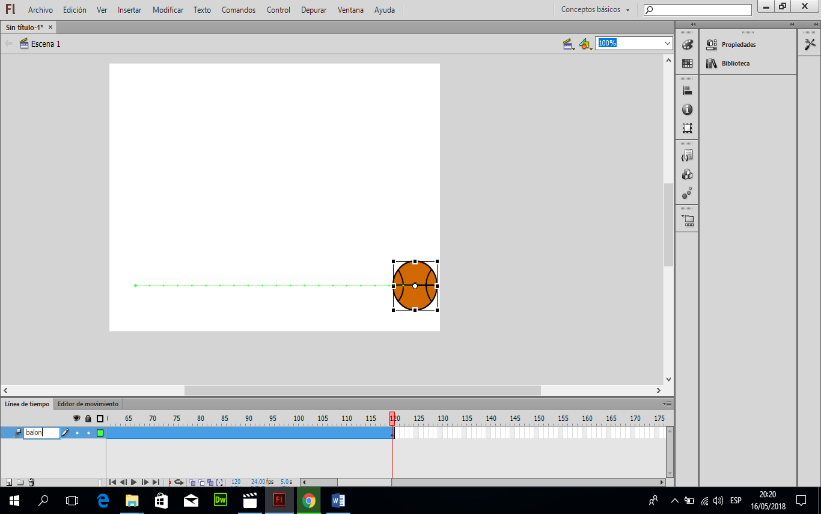 Fl Archivo Edición Ver Insertar Modificar Texto Comandos Control Depurar Ventana Ayuda Conceptos básicos
Sin título-1* ×
Escena 1 100%
Propiedades
Biblioteca
Línea de tiempo Editor de movimiento
65 70 75 80 85 90 95 100 105 110 115 120 125 130 135 140 145 150 155 160 165 170 175
balon
120 24.00 fps 5.0 s
Dw Fl ESP 20:20
16/05/2018